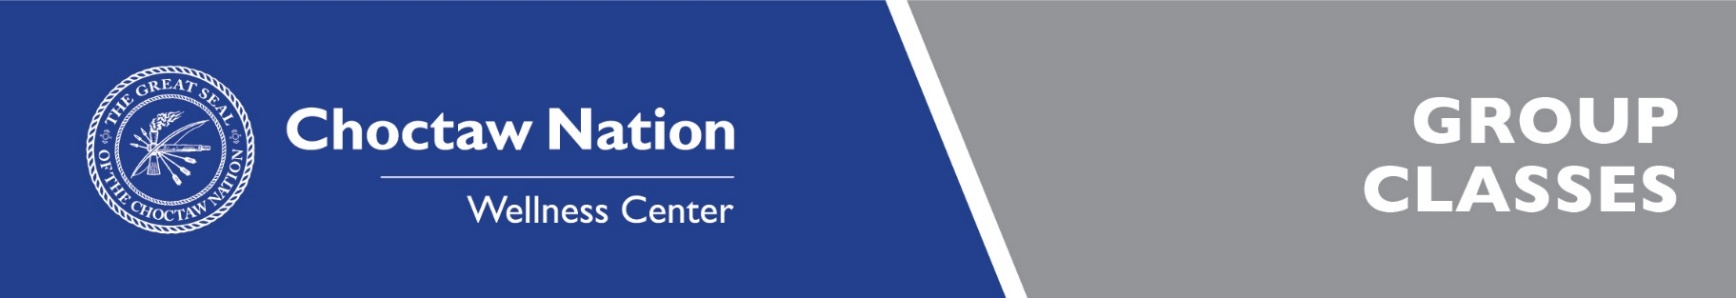 THE GREAT SEAL
OF THE CHOCTAW NATION
Choctaw Nation
Wellness Center
GROUP
CLASSES